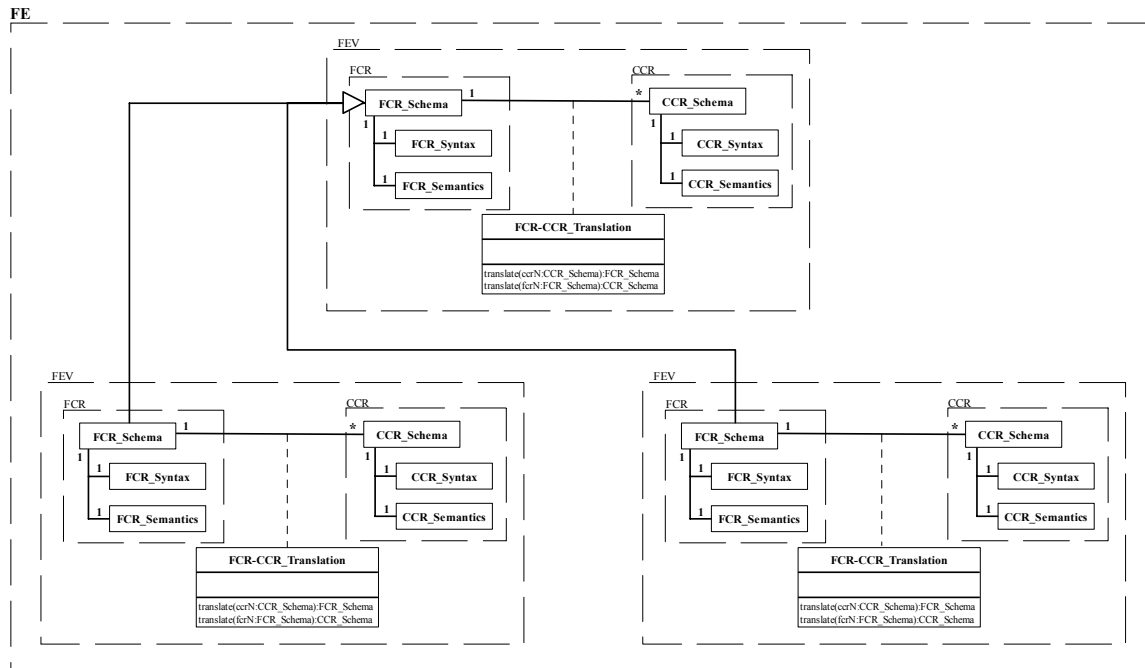 FE
FEV
FCR
CCR
FCR_Schema
1
*
CCR_Schema
1
1
1
FCR_Syntax
1
CCR_Syntax
1
FCR_Semantics
1
CCR_Semantics
FCR-CCR_Translation
translate(ccrN:CCR_Schema):FCR_Schema
translate(fcrN:FCR_Schema):CCR_Schema
FEV
FCR
CCR
FCR_Schema
1
*
CCR_Schema
1
1
1
FCR_Syntax
1
CCR_Syntax
1
FCR_Semantics
1
CCR_Semantics
FCR-CCR_Translation
translate(ccrN:CCR_Schema):FCR_Schema
translate(fcrN:FCR_Schema):CCR_Schema
FEV
FCR
CCR
FCR_Schema
1
*
CCR_Schema
1
1
1
FCR_Syntax
1
CCR_Syntax
1
FCR_Semantics
1
CCR_Semantics
FCR-CCR_Translation
translate(ccrN:CCR_Schema):FCR_Schema
translate(fcrN:FCR_Schema):CCR_Schema